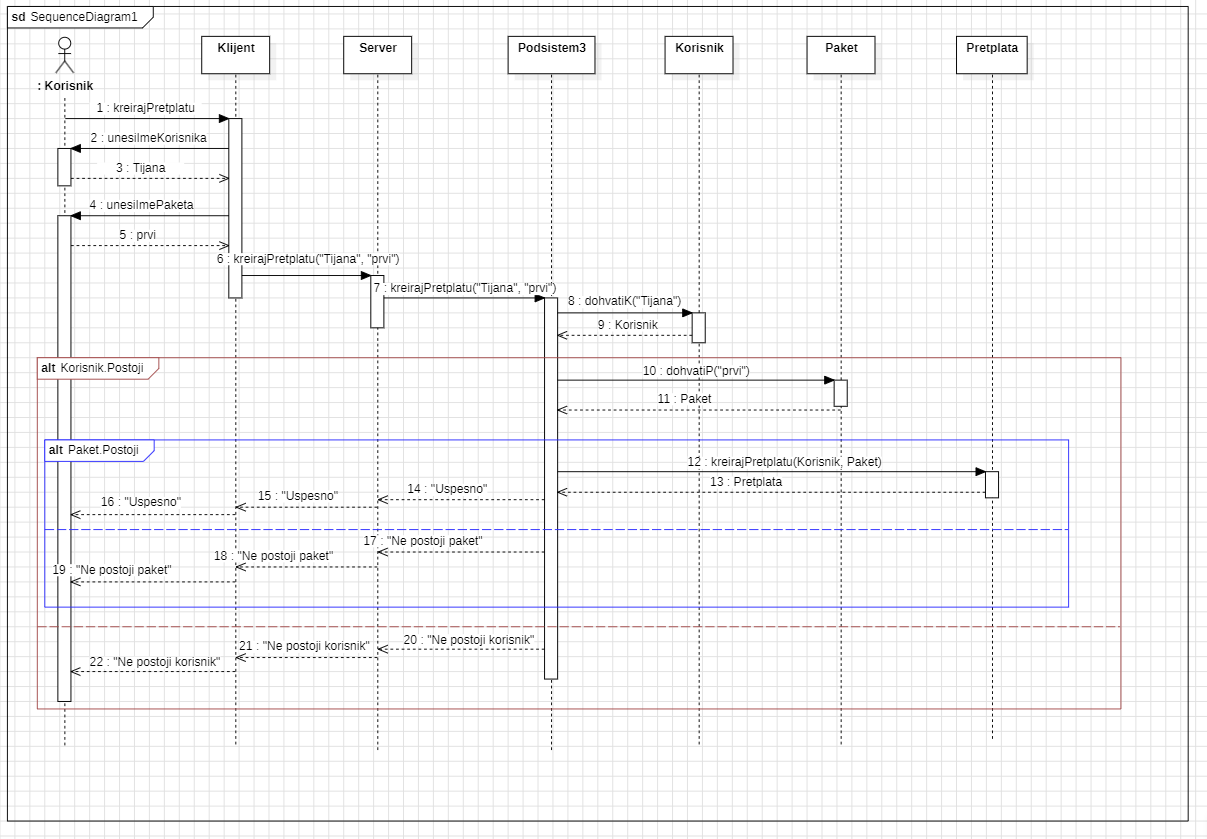 sd SequenceDiagram1
Klijent
Server
Podsistem3
Korisnik
Paket
Pretplata
: Korisnik
1 : kreirajPretplatu
2 : unesiImeKorisnika
3 : Tijana
4 : unesiImePaketa
5 : prvi
6 : kreirajPretplatu("Tijana", "prvi")
7 : kreirajPretplatu("Tijana", "prvi")
8 : dohvatiK("Tijana")
9 : Korisnik
alt Korisnik.Postoji
10 : dohvatiP("prvi")
11 : Paket
alt Paket.Postoji
12 : kreirajPretplatu(Korisnik, Paket)
13 : Pretplata
14 : "Uspesno"
15 : "Uspesno"
16 : "Uspesno"
17 : "Ne postoji paket"
18 : "Ne postoji paket"
19 : "Ne postoji paket"
20 : "Ne postoji korisnik"
21 : "Ne postoji korisnik"
22 : "Ne postoji korisnik"